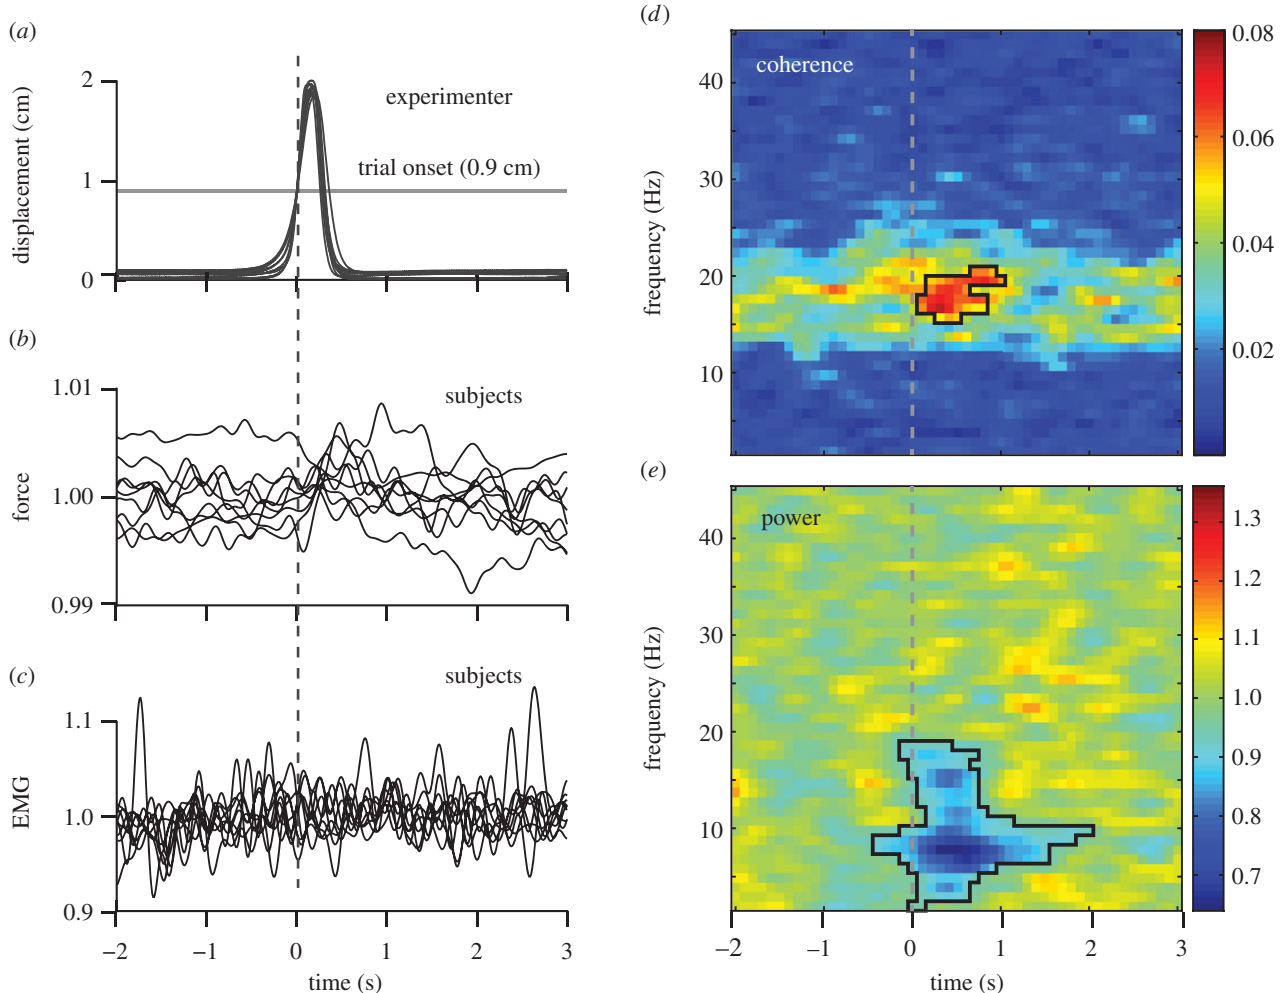 (a)
displacement (cm)
2
1
0
experimenter
trial onset (0.9 cm)
(b)
force
1.01
1.00
0.99
subjects
(c)
EMG
1.1
1.0
0.9
subjects
−2
−1
0
1
2
3
time (s)
(d)
frequency (Hz)
40
30
20
10
coherence
0.08
0.06
0.04
0.02
(e)
frequency (Hz)
40
30
20
10
power
1.3
1.2
1.1
1.0
0.9
0.8
0.7
−2
−1
0
1
2
3
time (s)